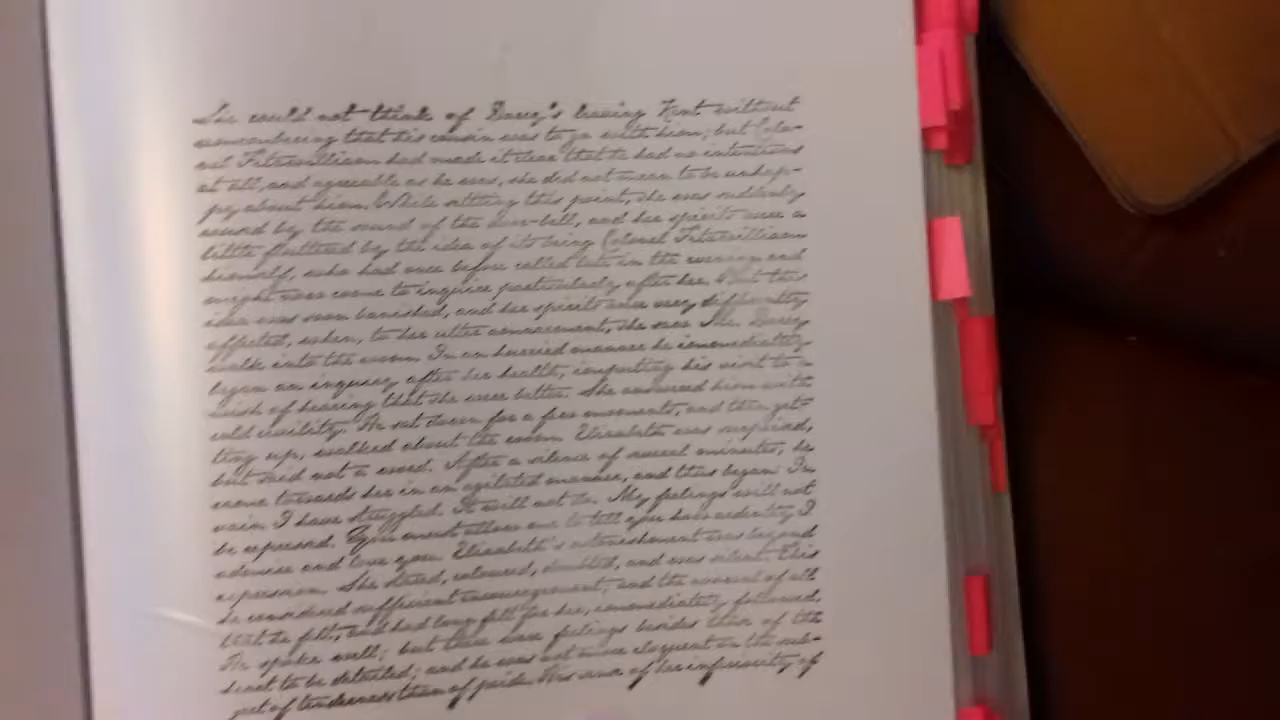 She could not think of Darcy's leaving Kent without
remembering that his cousin was to go with him; but Colo-
nel Fitzwilliam had made it clear that he had no intentions
at all, and agreeable as he was, she did not mean to be unhap-
py about him. While settling this point, she was suddenly
roused by the sound of the door-bell, and her spirits were a
little fluttered by the idea of its being Colonel Fitzwilliam
himself, who had once before called late in the evening and
might now come to inquire particularly after her. But this
idea was soon banished, and her spirits were very differently
affected, when, to her utter amazement, she saw Mr. Darcy
walk into the room. In an hurried manner he immediately
began an inquiry after her health, imputing his visit to a
wish of hearing that she were better. She answered him with
cold civility. He sat down for a few moments, and then get-
ting up, walked about the room. Elizabeth was surprised,
but said not a word. After a silence of several minutes, he
came towards her in an agitated manner, and thus began: In
vain I have struggled. It will not do. My feelings will not
be repressed. You must allow me to tell you how ardently I
admire and love you. Elizabeth's astonishment was beyond
expression. She stared, coloured, doubted, and was silent. This
he considered sufficient encouragement, and the avowal of all
that he felt, and had long felt for her, immediately followed.
He spoke well; but there were feelings besides those of the
heart to be detailed; and he was not more eloquent on the sub-
ject of tenderness than of pride. His sense of her inferiority of